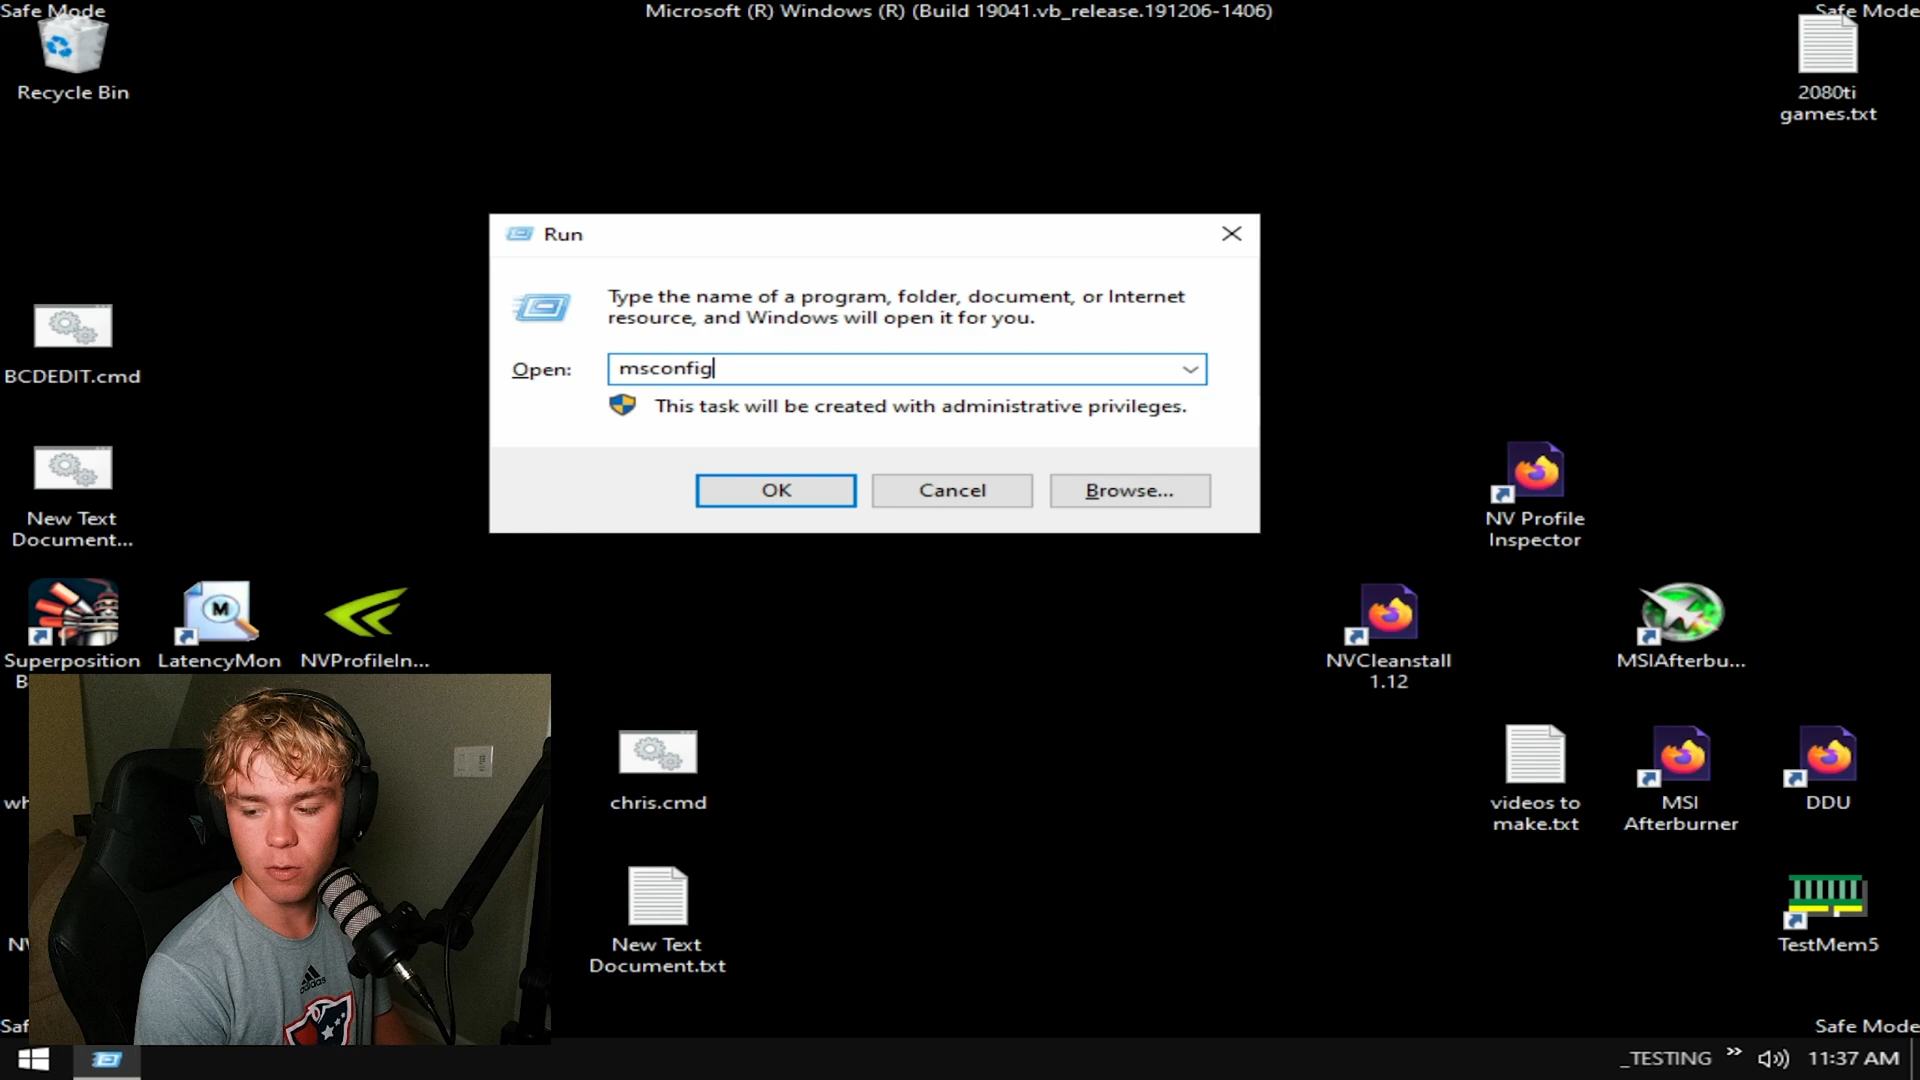 Safe Mode
Microsoft (R) Windows (R) (Build 19041.vb_release.191206-1406)
Safe Mode
Recycle Bin
2080ti
games.txt
Run
Type the name of a program, folder, document, or Internet
resource, and Windows will open it for you.
Open:
msconfig
This task will be created with administrative privileges.
OK
Cancel
Browse...
BCDEDIT.cmd
New Text
Document...
NV Profile
Inspector
Superposition
B
LatencyMon
NVProfileIn...
NVCleanstall
1.12
MSIAfterbu...
wh
chris.cmd
videos to
make.txt
MSI
Afterburner
DDU
adidas
New Text
Document.txt
TestMem5
Saf
Safe Mode
_TESTING
11:37 AM